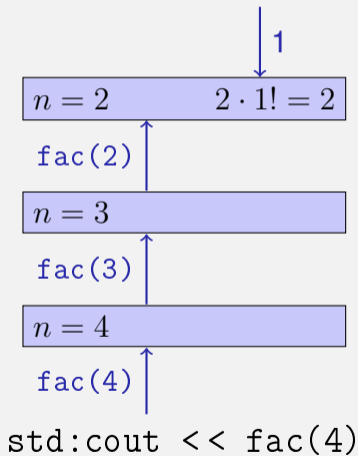 1
n = 2 2 · 1! = 2
fac(2)
n = 3
fac(3)
n = 4
fac(4)
std:cout << fac(4)